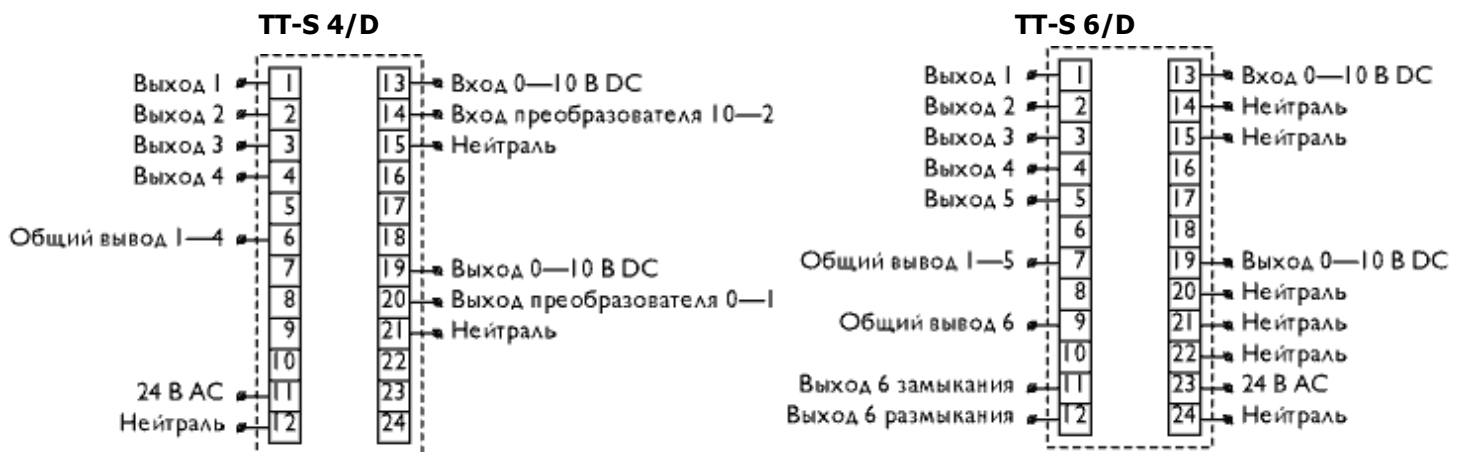 TT-S 4/D
Выход 1 1 13 Вход 0—10 В DC
Выход 2 2 14 Вход преобразователя 10—2
Выход 3 3 15 Нейтраль
Выход 4 4 16
5 17
Общий вывод 1—4 6 18
7 19 Выход 0—10 В DC
8 20 Выход преобразователя 0—1
9 21 Нейтраль
10 22
24 В АС 11 23
Нейтраль 12 24
TT-S 6/D
Выход 1 1 13 Вход 0—10 В DC
Выход 2 2 14 Нейтраль
Выход 3 3 15 Нейтраль
Выход 4 4 16
Выход 5 5 17
6 18
Общий вывод 1—5 7 19 Выход 0—10 В DC
8 20 Нейтраль
Общий вывод 6 9 21 Нейтраль
10 22 Нейтраль
Выход 6 замыкания 11 23 24 В АС
Выход 6 размыкания 12 24 Нейтраль